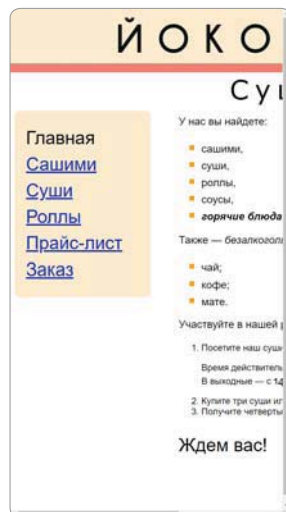 ЙОКО
Су
Главная
Сашими
Суши
Роллы
Прайс-лист
Заказ
У нас вы найдете:
сашими,
суши,
роллы,
соусы,
горячие блюда
Также — безалкогол
чай;
кофе;
мате.
Участвуйте в нашей
1. Посетите наш суши
Время действитель
В выходные — с 14
2. Купите три суши ил
3. Получите четверты
Ждем вас!